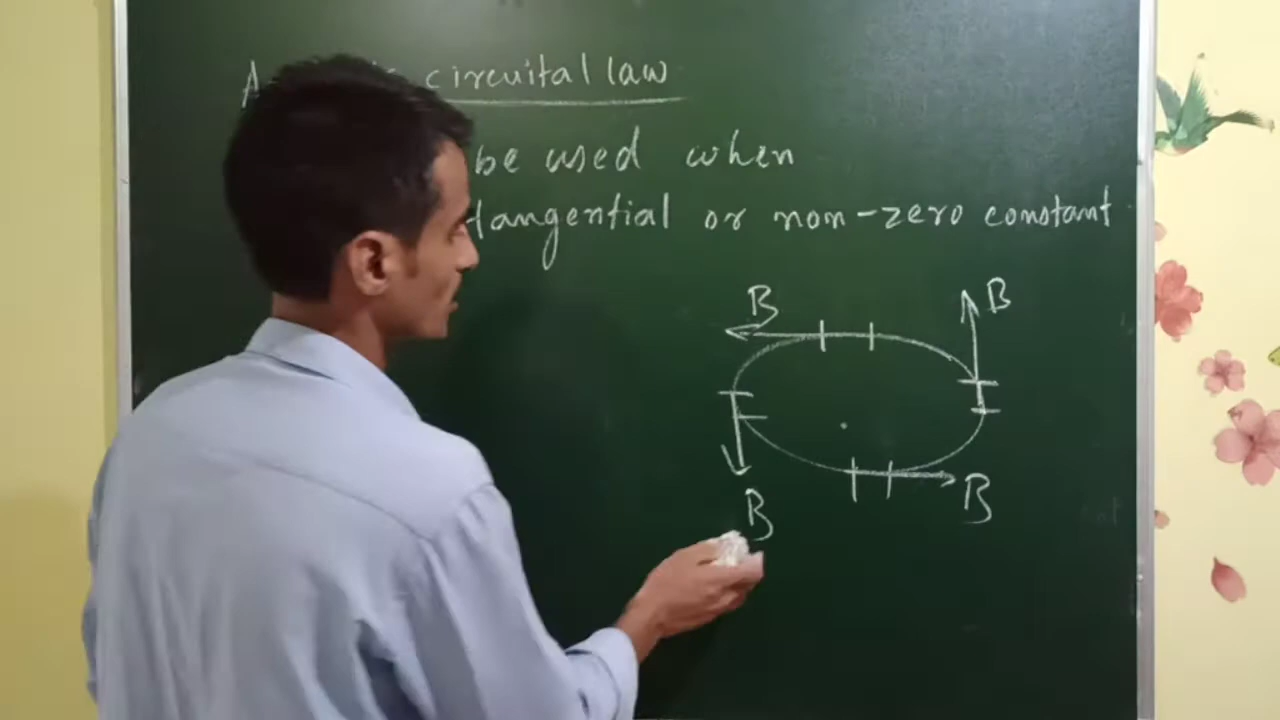 circuital law
be used when
tangential or non-zero constant
B
B
B
B